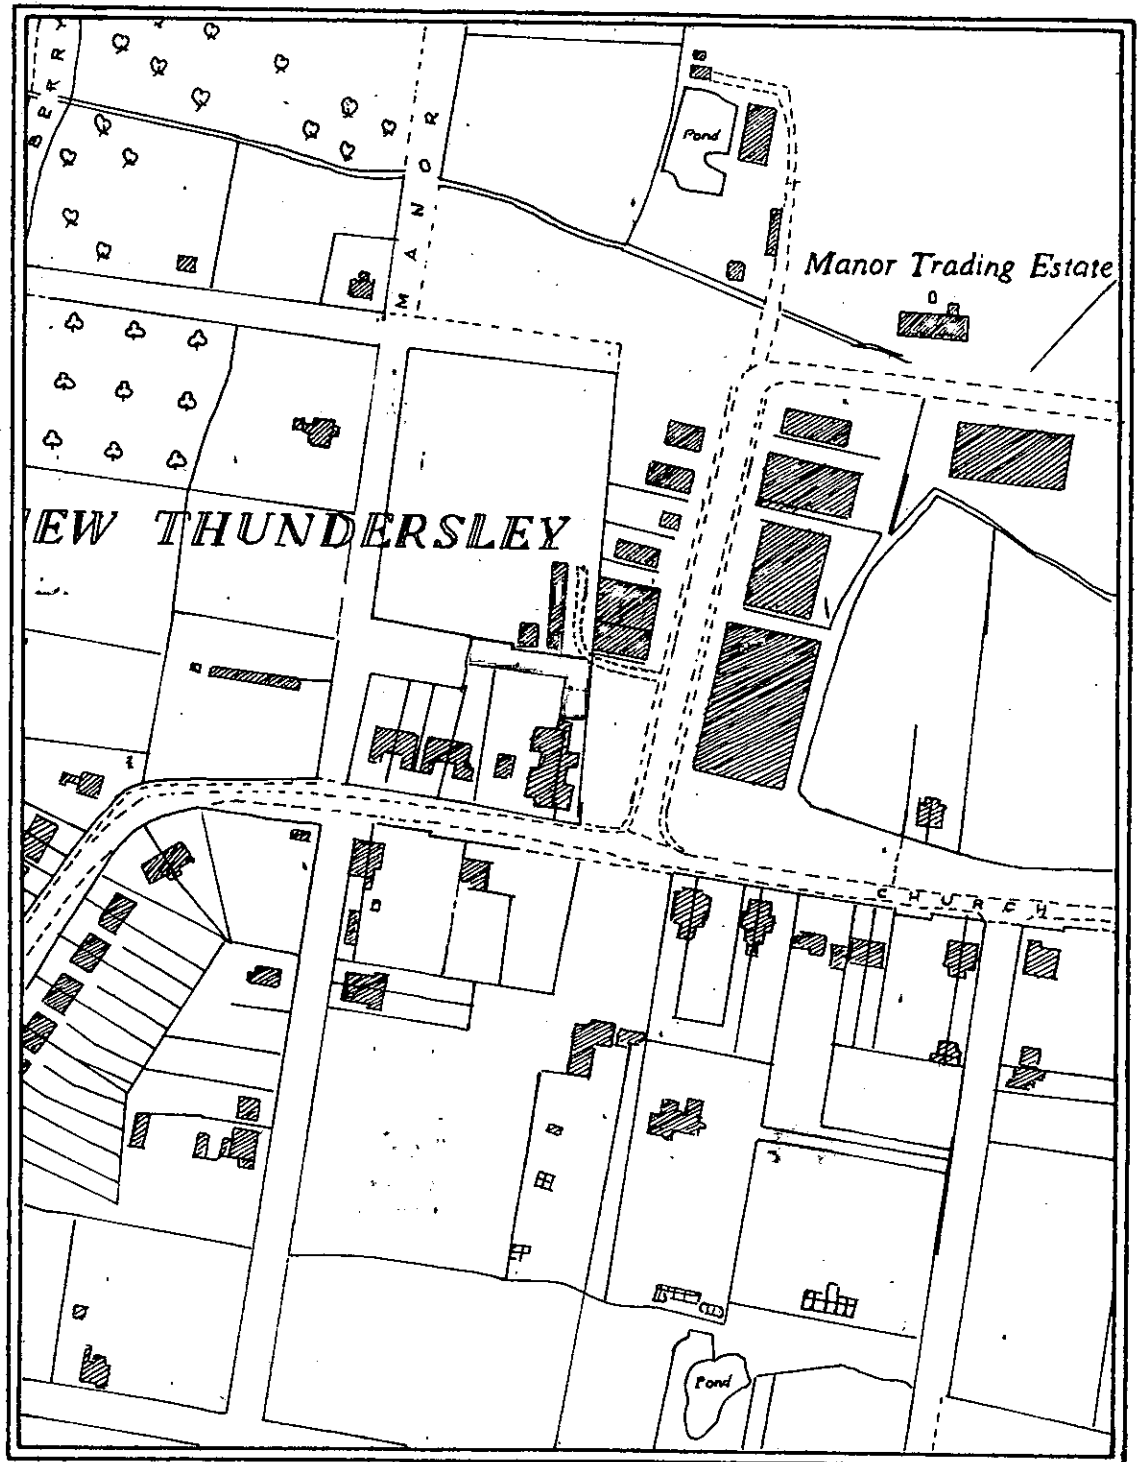 BERRY
MANOR
Pond
Manor Trading Estate
EW THUNDERSLEY
CHURCH
Pond